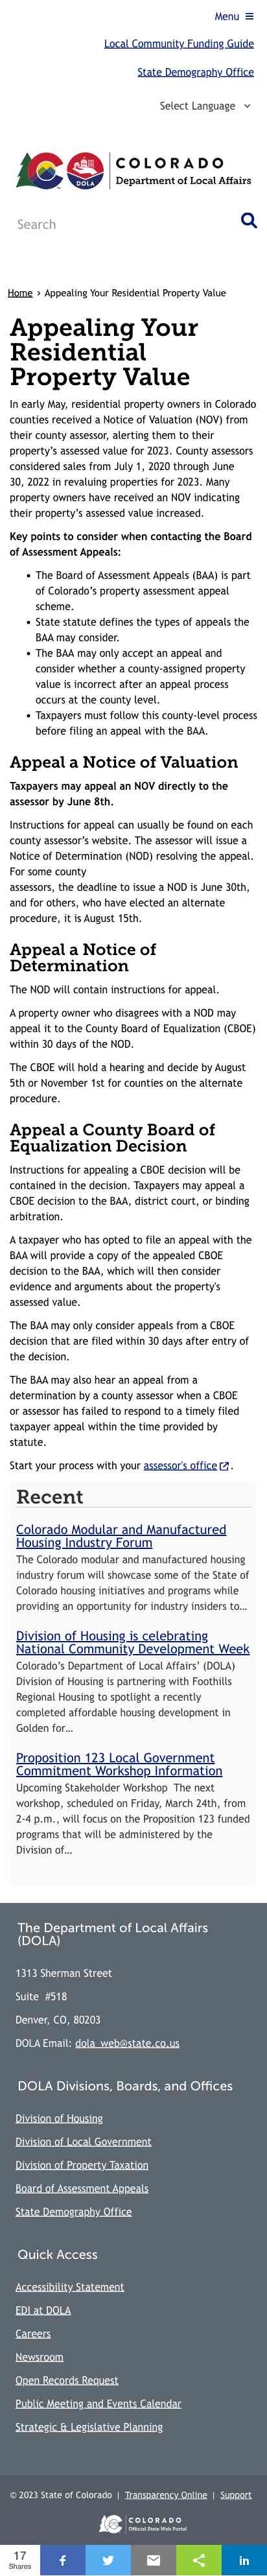 Menu
Local Community Funding Guide
State Demography Office
Select Language
C
DOLA
COLORADO
Department of Local Affairs
Search
Home › Appealing Your Residential Property Value
Appealing Your
Residential
Property Value
In early May, residential property owners in Colorado
counties received a Notice of Valuation (NOV) from
their county assessor, alerting them to their
property’s assessed value for 2023. County assessors
considered sales from July 1, 2020 through June
30, 2022 in revaluing properties for 2023. Many
property owners have received an NOV indicating
their property’s assessed value increased.
Key points to consider when contacting the Board
of Assessment Appeals:
• The Board of Assessment Appeals (BAA) is part
of Colorado’s property assessment appeal
scheme.
• State statute defines the types of appeals the
BAA may consider.
• The BAA may only accept an appeal and
consider whether a county-assigned property
value is incorrect after an appeal process
occurs at the county level.
• Taxpayers must follow this county-level process
before filing an appeal with the BAA.
Appeal a Notice of Valuation
Taxpayers may appeal an NOV directly to the
assessor by June 8th.
Instructions for appeal can usually be found on each
county assessor’s website. The assessor will issue a
Notice of Determination (NOD) resolving the appeal.
For some county
assessors, the deadline to issue a NOD is June 30th,
and for others, who have elected an alternate
procedure, it is August 15th.
Appeal a Notice of
Determination
The NOD will contain instructions for appeal.
A property owner who disagrees with a NOD may
appeal it to the County Board of Equalization (CBOE)
within 30 days of the NOD.
The CBOE will hold a hearing and decide by August
5th or November 1st for counties on the alternate
procedure.
Appeal a County Board of
Equalization Decision
Instructions for appealing a CBOE decision will be
contained in the decision. Taxpayers may appeal a
CBOE decision to the BAA, district court, or binding
arbitration.
A taxpayer who has opted to file an appeal with the
BAA will provide a copy of the appealed CBOE
decision to the BAA, which will then consider
evidence and arguments about the property's
assessed value.
The BAA may only consider appeals from a CBOE
decision that are filed within 30 days after entry of
the decision.
The BAA may also hear an appeal from a
determination by a county assessor when a CBOE
or assessor has failed to respond to a timely filed
taxpayer appeal within the time provided by
statute.
Start your process with your assessor's office.
Recent
Colorado Modular and Manufactured
Housing Industry Forum
The Colorado modular and manufactured housing
industry forum will showcase some of the State of
Colorado housing initiatives and programs while
providing an opportunity for industry insiders to…
Division of Housing is celebrating
National Community Development Week
Colorado’s Department of Local Affairs’ (DOLA)
Division of Housing is partnering with Foothills
Regional Housing to spotlight a recently
completed affordable housing development in
Golden for…
Proposition 123 Local Government
Commitment Workshop Information
Upcoming Stakeholder Workshop The next
workshop, scheduled on Friday, March 24th, from
2-4 p.m., will focus on the Proposition 123 funded
programs that will be administered by the
Division of…
The Department of Local Affairs
(DOLA)
1313 Sherman Street
Suite #518
Denver, CO, 80203
DOLA Email: dola_web@state.co.us
DOLA Divisions, Boards, and Offices
Division of Housing
Division of Local Government
Division of Property Taxation
Board of Assessment Appeals
State Demography Office
Quick Access
Accessibility Statement
EDI at DOLA
Careers
Newsroom
Open Records Request
Public Meeting and Events Calendar
Strategic & Legislative Planning
© 2023 State of Colorado | Transparency Online | Support
COLORADO
Official State Web Portal
17
Shares